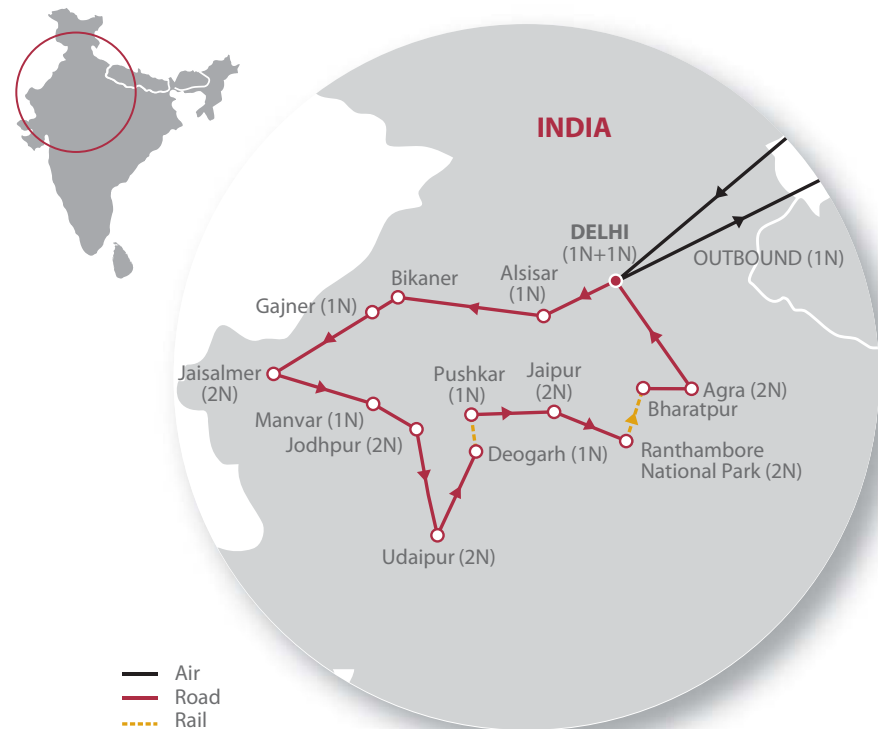 INDIA
DELHI
(1N+1N)
OUTBOUND (1N)
Alsisar
(1N)
Bikaner
Gajner (1N)
Jaisalmer
(2N)
Manvar (1N)
Jodhpur (2N)
Udaipur (2N)
Deogarh (1N)
Pushkar
(1N)
Jaipur
(2N)
Ranthambore
National Park (2N)
Bharatpur
Agra (2N)
Air
Road
Rail